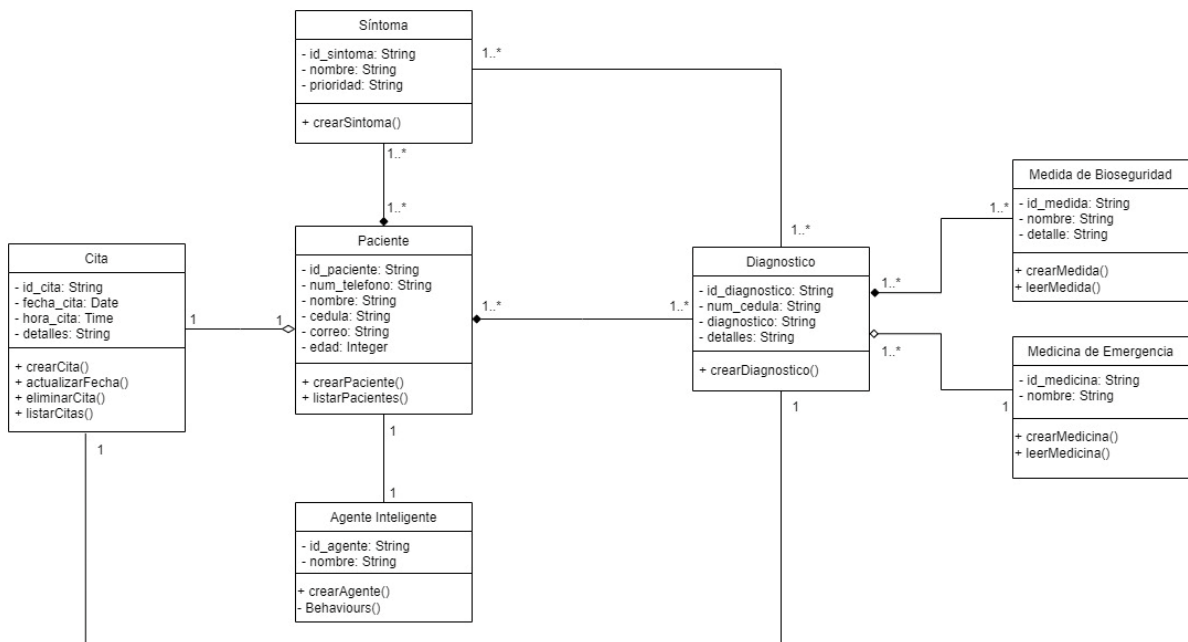 Síntoma
- id_sintoma: String
- nombre: String
- prioridad: String
+ crearSintoma()
1..*
1..*
1..*
1..*
Paciente
- id_paciente: String
- num_telefono: String
- nombre: String
- cedula: String
- correo: String
- edad: Integer
+ crearPaciente()
+ listarPacientes()
Cita
- id_cita: String
- fecha_cita: Date
- hora_cita: Time
- detalles: String
+ crearCita()
+ actualizarFecha()
+ eliminarCita()
+ listarCitas()
1
1
1
1..*
1..*
Diagnostico
- id_diagnostico: String
- num_cedula: String
- diagnostico: String
- detalles: String
+ crearDiagnostico()
1
1..*
1..*
Medida de Bioseguridad
- id_medida: String
- nombre: String
- detalle: String
+ crearMedida()
+ leerMedida()
1..*
1
Medicina de Emergencia
- id_medicina: String
- nombre: String
+ crearMedicina()
+ leerMedicina()
1
1
Agente Inteligente
- id_agente: String
- nombre: String
+ crearAgente()
- Behaviours()